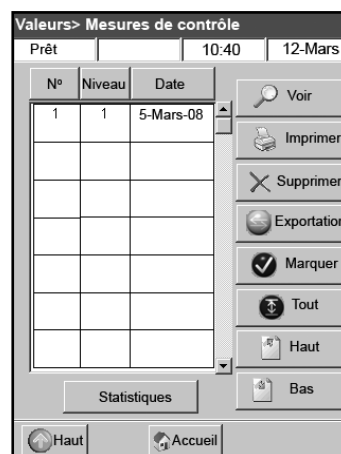 Valeurs> Mesures de contrôle
Prêt 10:40 12-Mars
Nº Niveau Date
1 1 5-Mars-08
Voir
Imprimer
Supprimer
Exportation
Marquer
Tout
Haut
Bas
Statistiques
Haut Accueil